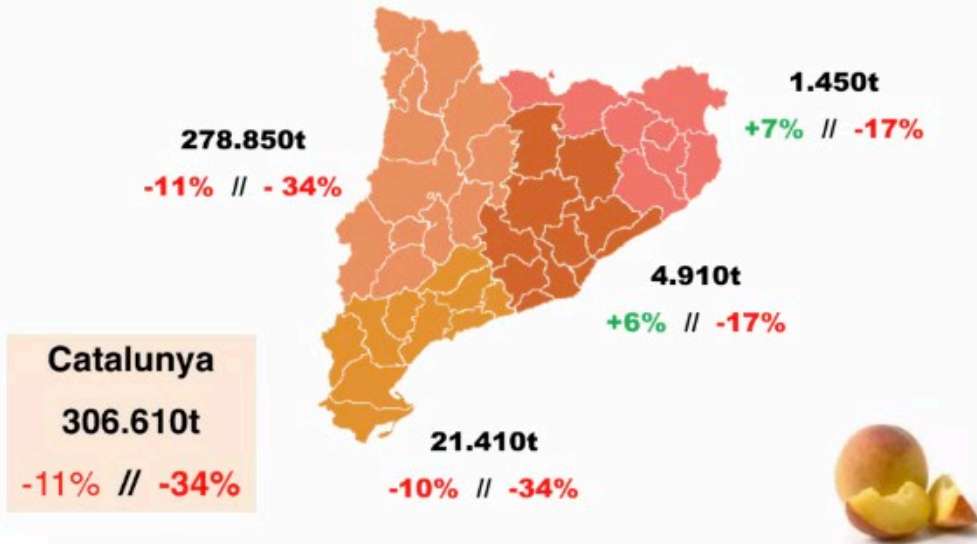 1.450t
+7% // -17%
278.850t
-11% // - 34%
4.910t
+6% // -17%
Catalunya
306.610t
-11% // -34%
21.410t
-10% // -34%